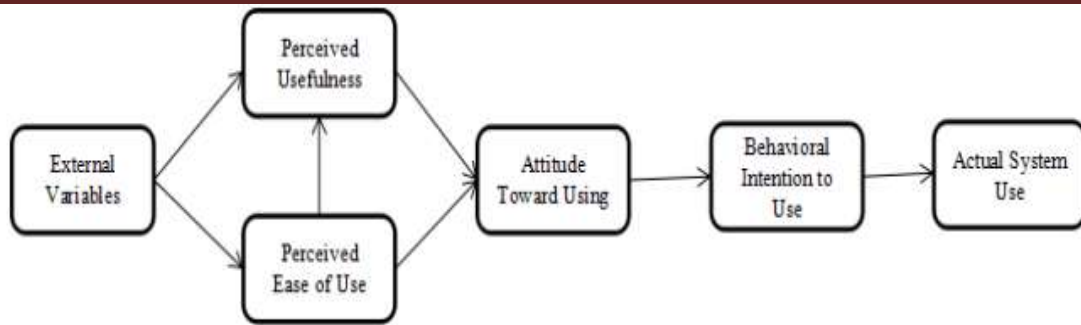 Perceived
Usefulness
External
Variables
Perceived
Ease of Use
Attitude
Toward Using
Behavioral
Intention to
Use
Actual System
Use